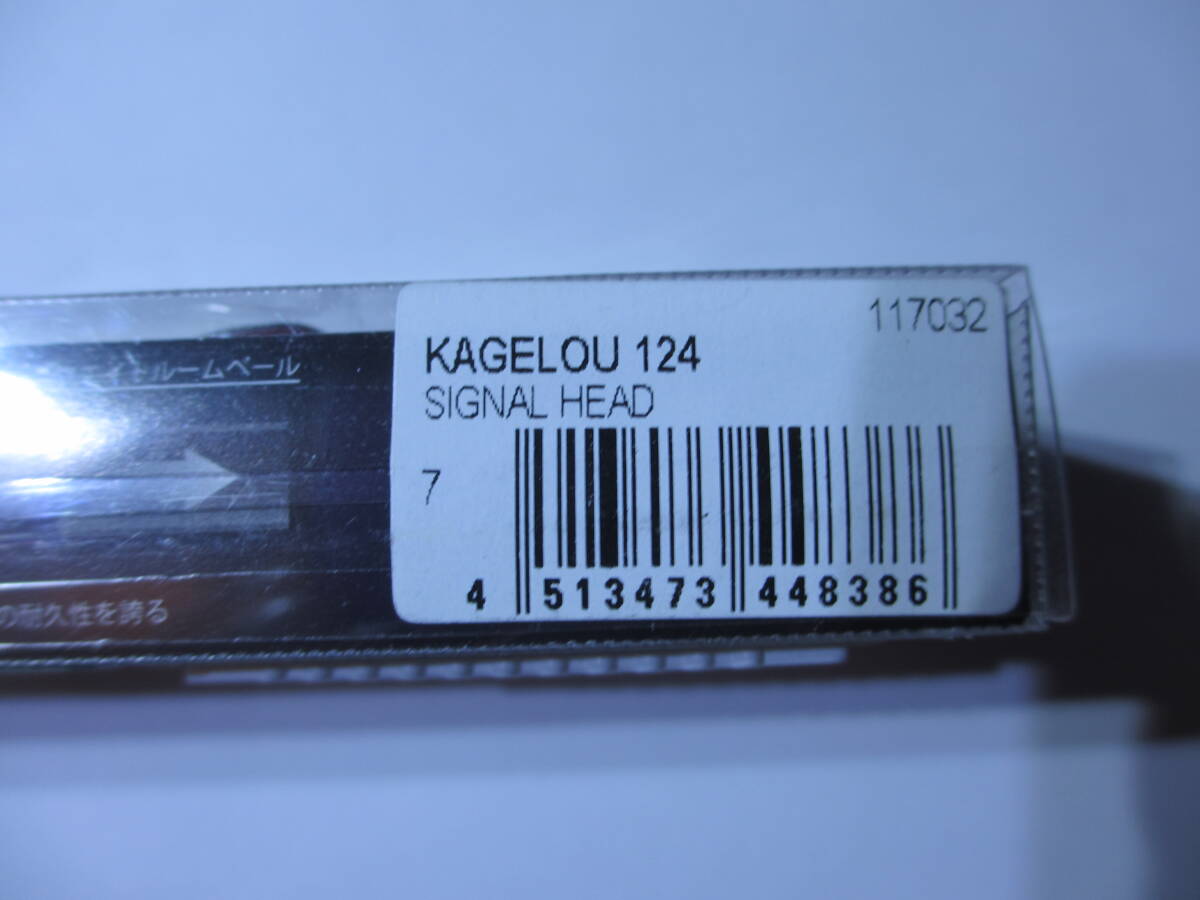 117032
KAGELOU 124
SIGNAL HEAD
7
4 513473 448386
ルームベール
の耐久性を誇る